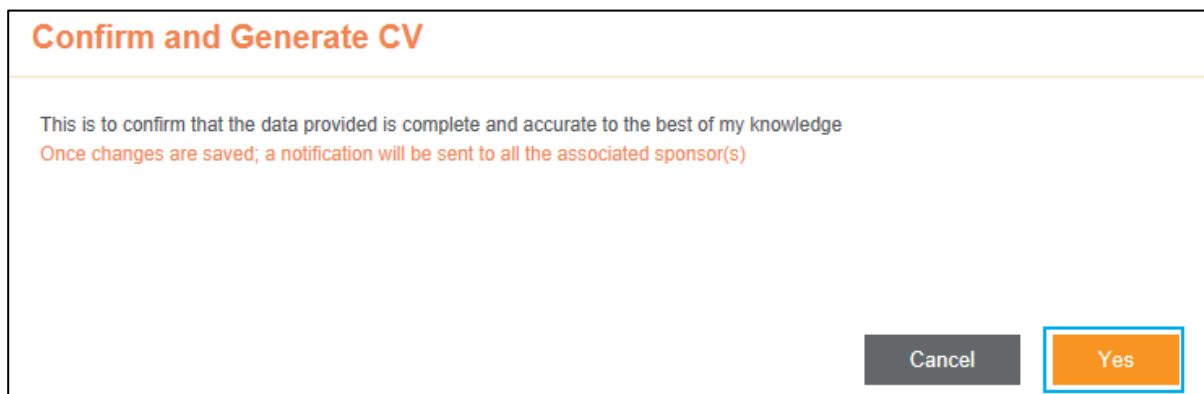 Confirm and Generate CV
This is to confirm that the data provided is complete and accurate to the best of my knowledge
Once changes are saved; a notification will be sent to all the associated sponsor(s)
Cancel
Yes